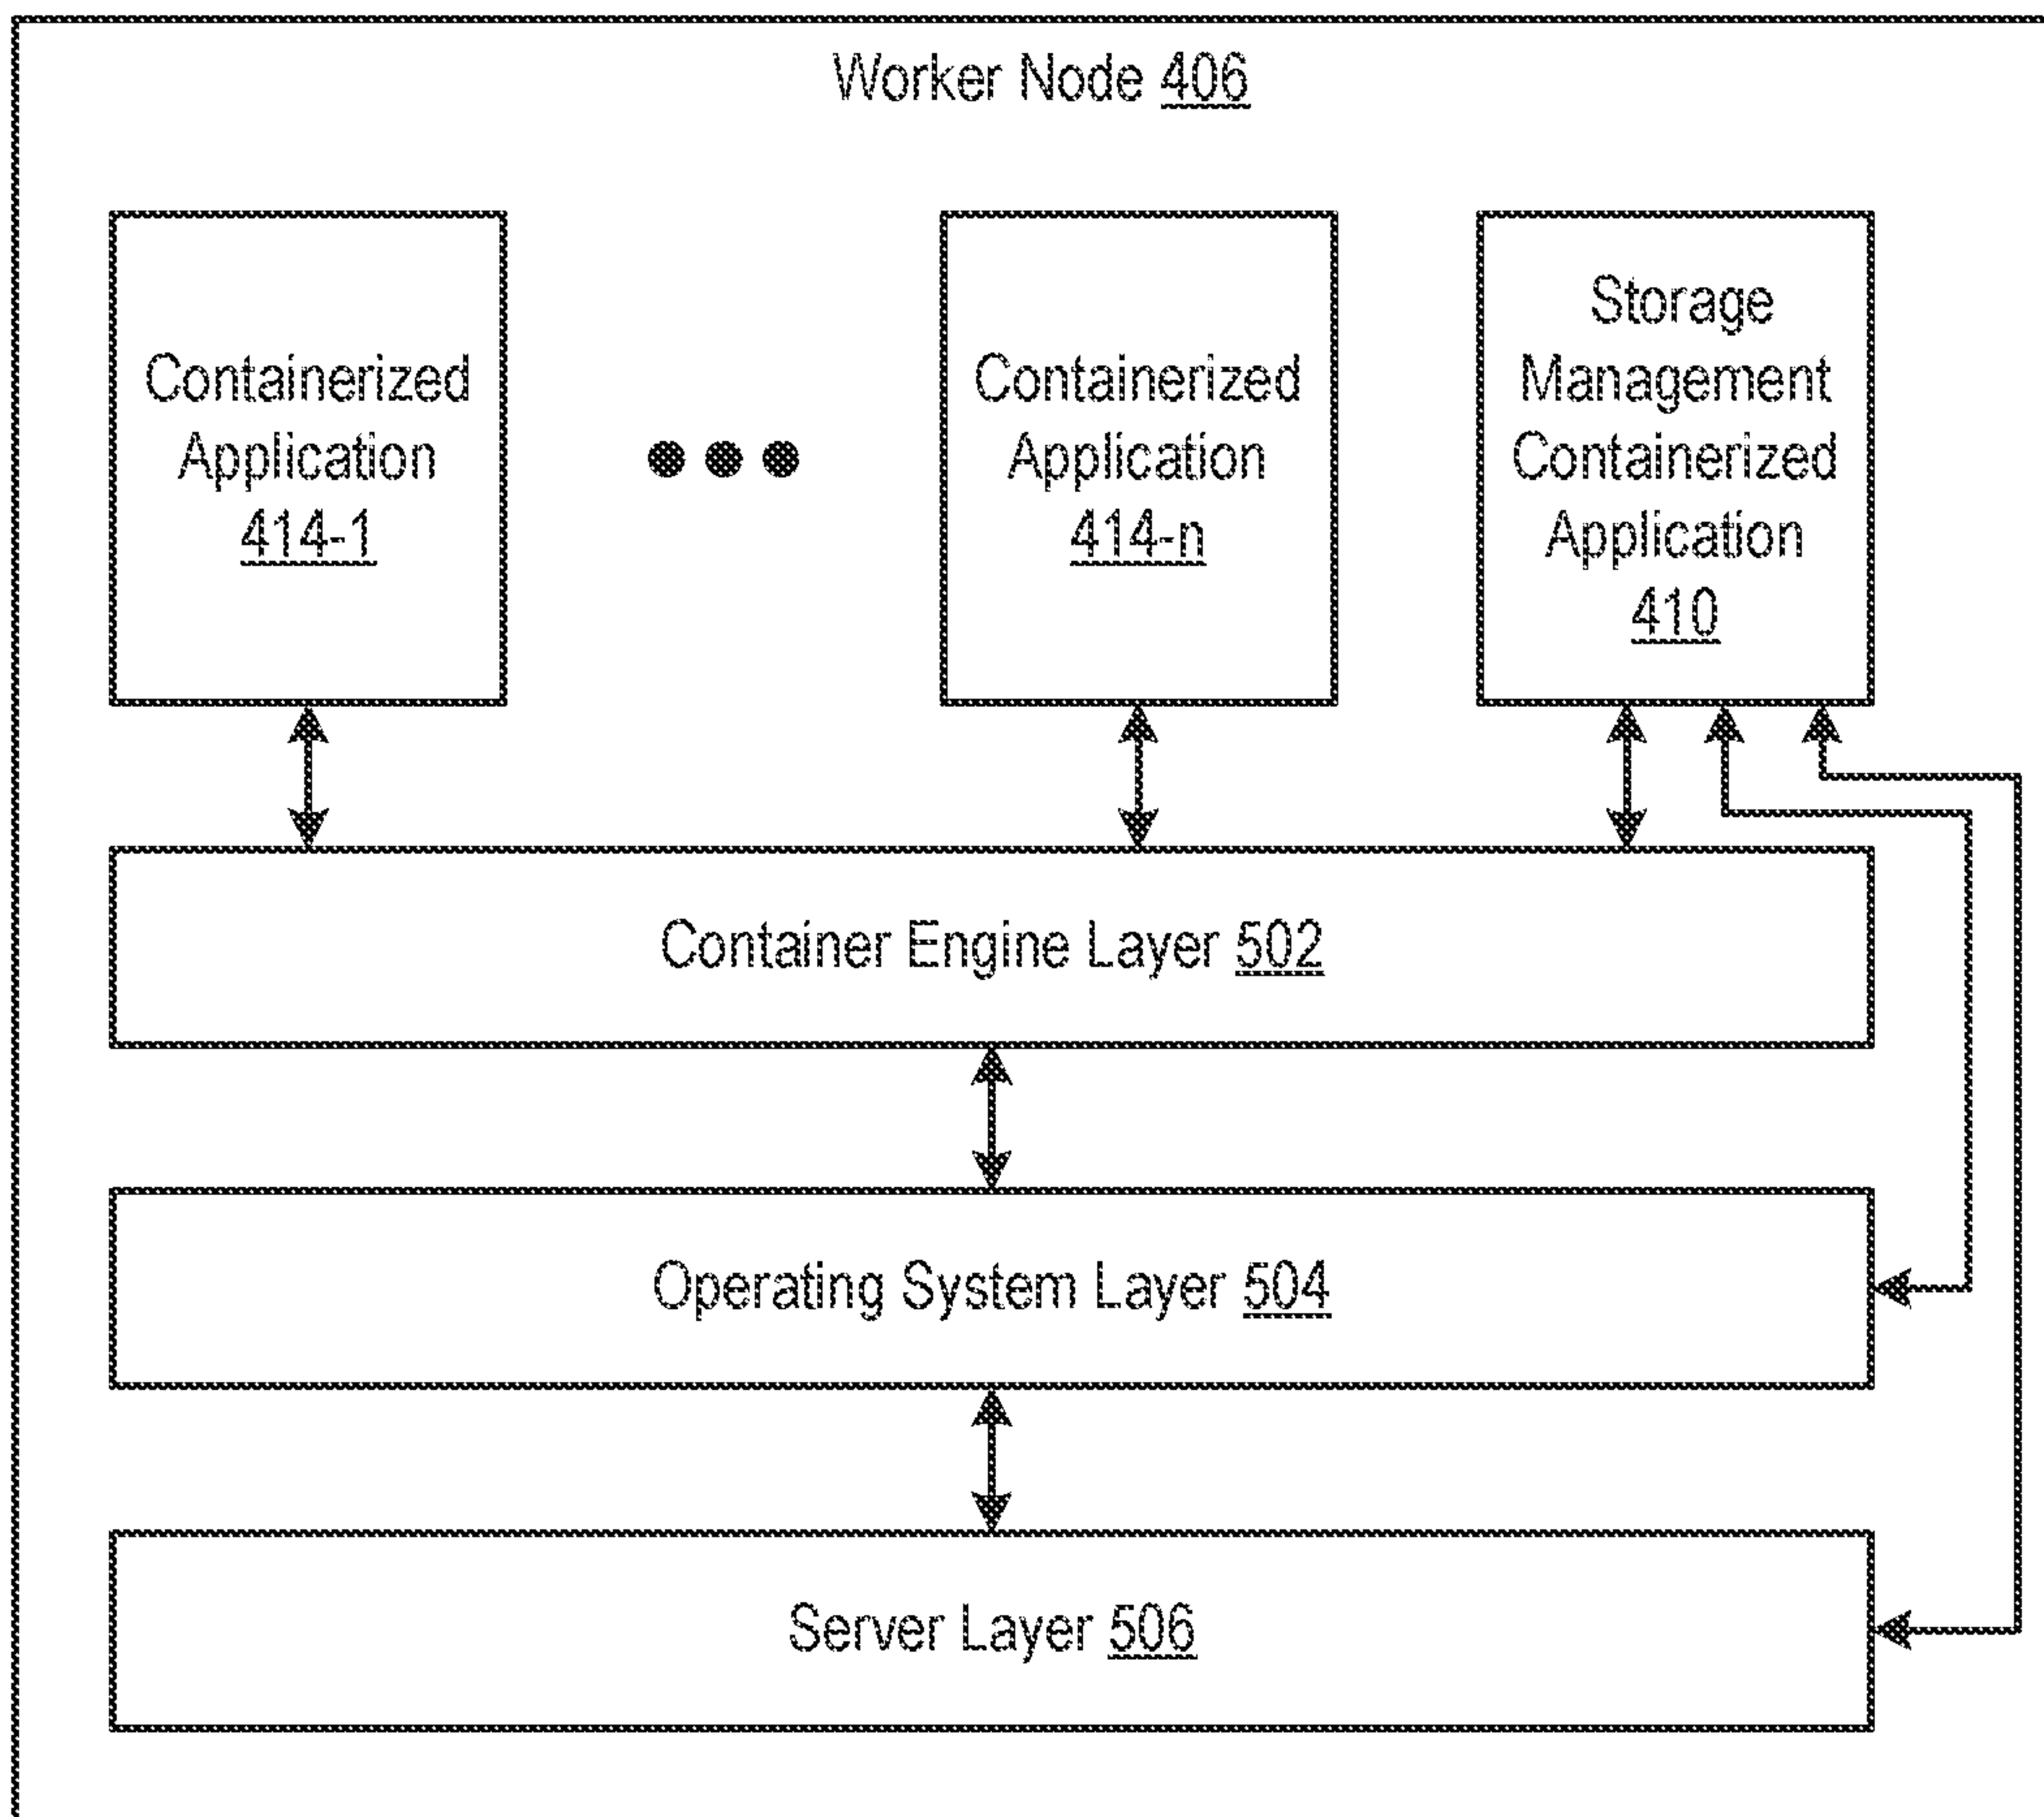 Worker Node 406
Containerized
Application
414-1
Containerized
Application
414-n
Storage
Management
Containerized
Application
410
Container Engine Layer 502
Operating System Layer 504
Server Layer 506